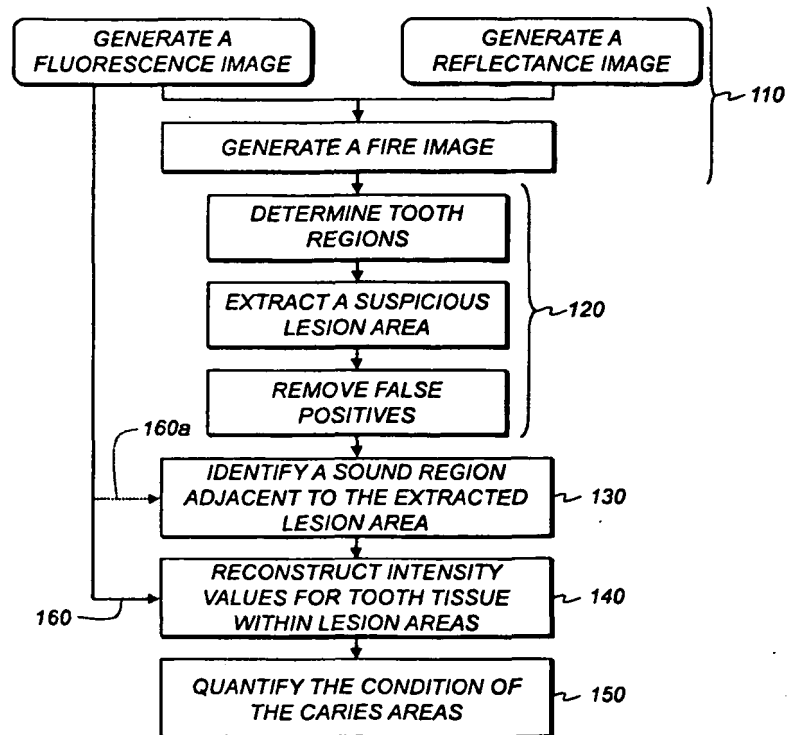 GENERATE A
FLUORESCENCE IMAGE
GENERATE A
REFLECTANCE IMAGE
110
GENERATE A FIRE IMAGE
DETERMINE TOOTH
REGIONS
EXTRACT A SUSPICIOUS
LESION AREA
120
REMOVE FALSE
POSITIVES
160a
IDENTIFY A SOUND REGION
ADJACENT TO THE EXTRACTED
LESION AREA
130
RECONSTRUCT INTENSITY
VALUES FOR TOOTH TISSUE
WITHIN LESION AREAS
140
160
QUANTIFY THE CONDITION OF
THE CARIES AREAS
150